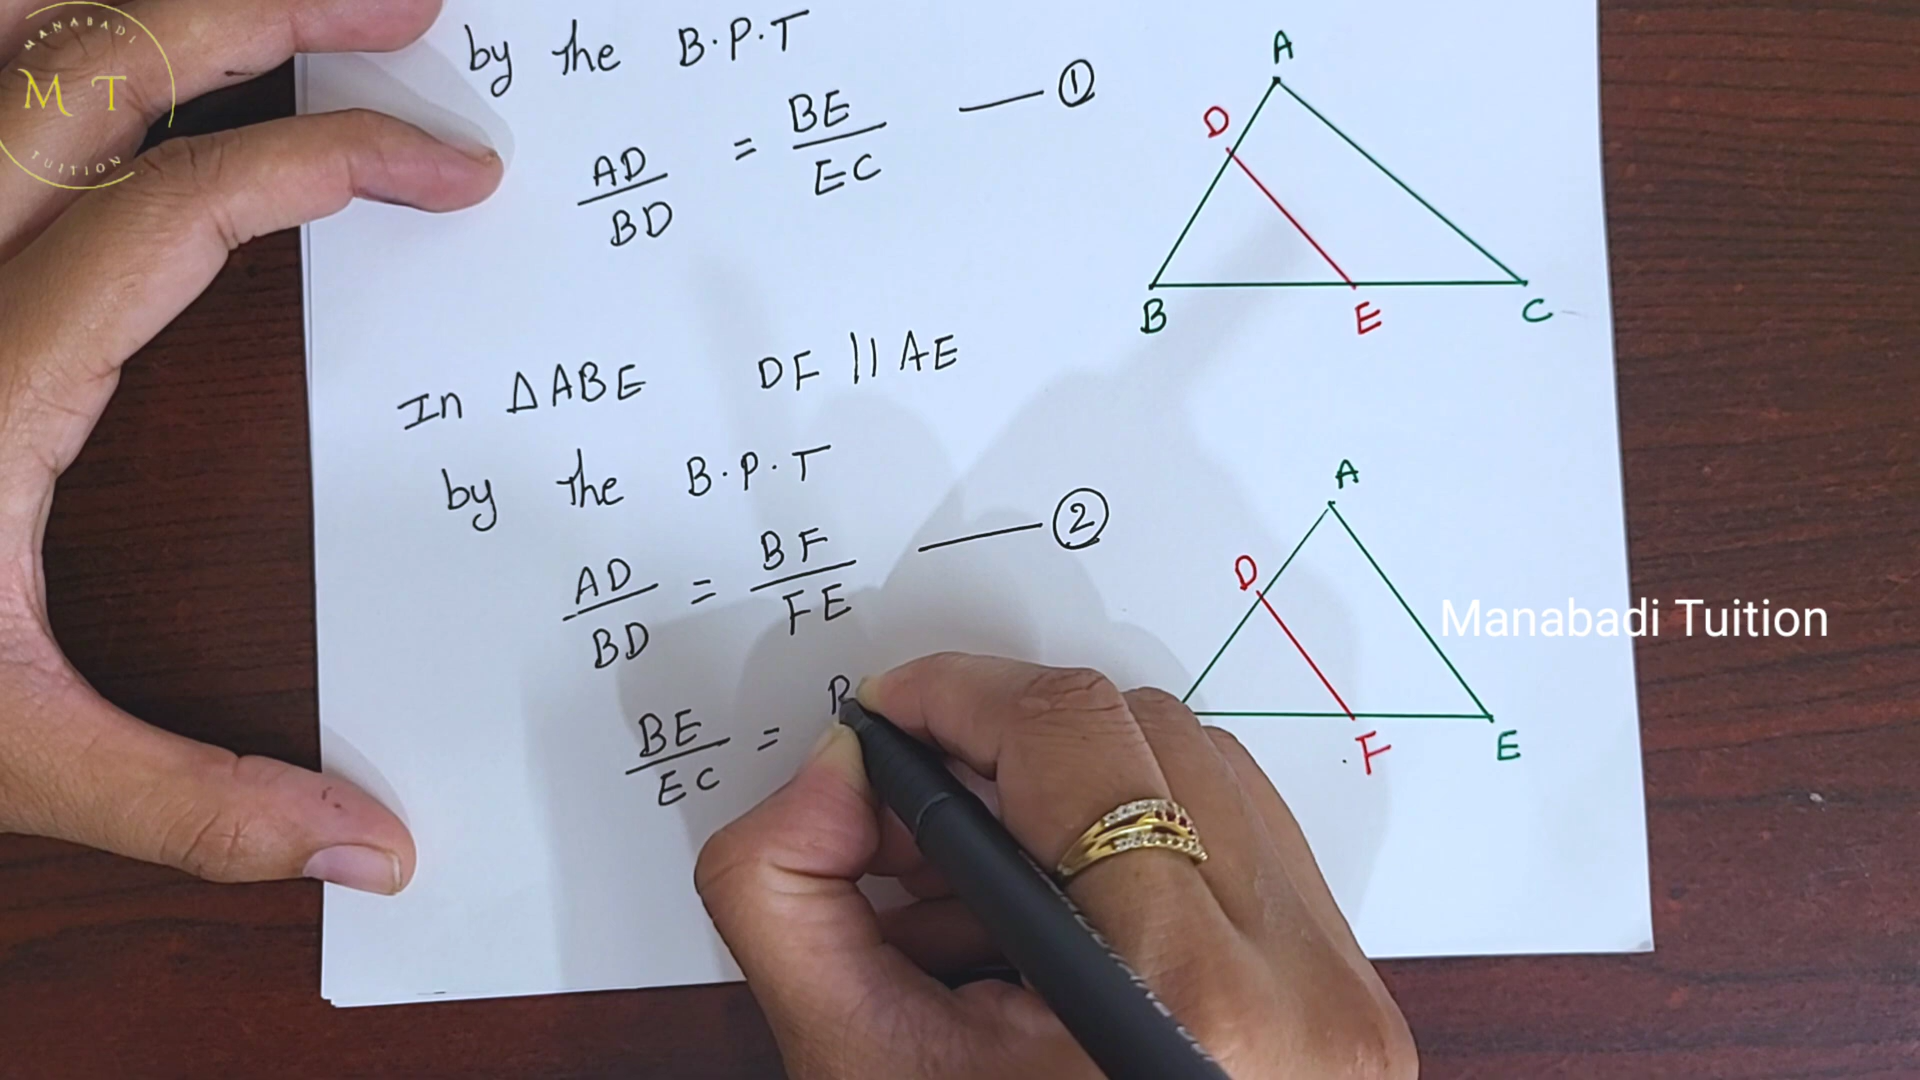 MANABADI
M T
TUITION
by the B.P.T
AD/BD = BE/EC — ①
A
D
B
E
C
In ΔABE DF || AE
by the B.P.T
AD/BD = BF/FE — ②
BE/EC =
A
D
F
E
Manabadi Tuition